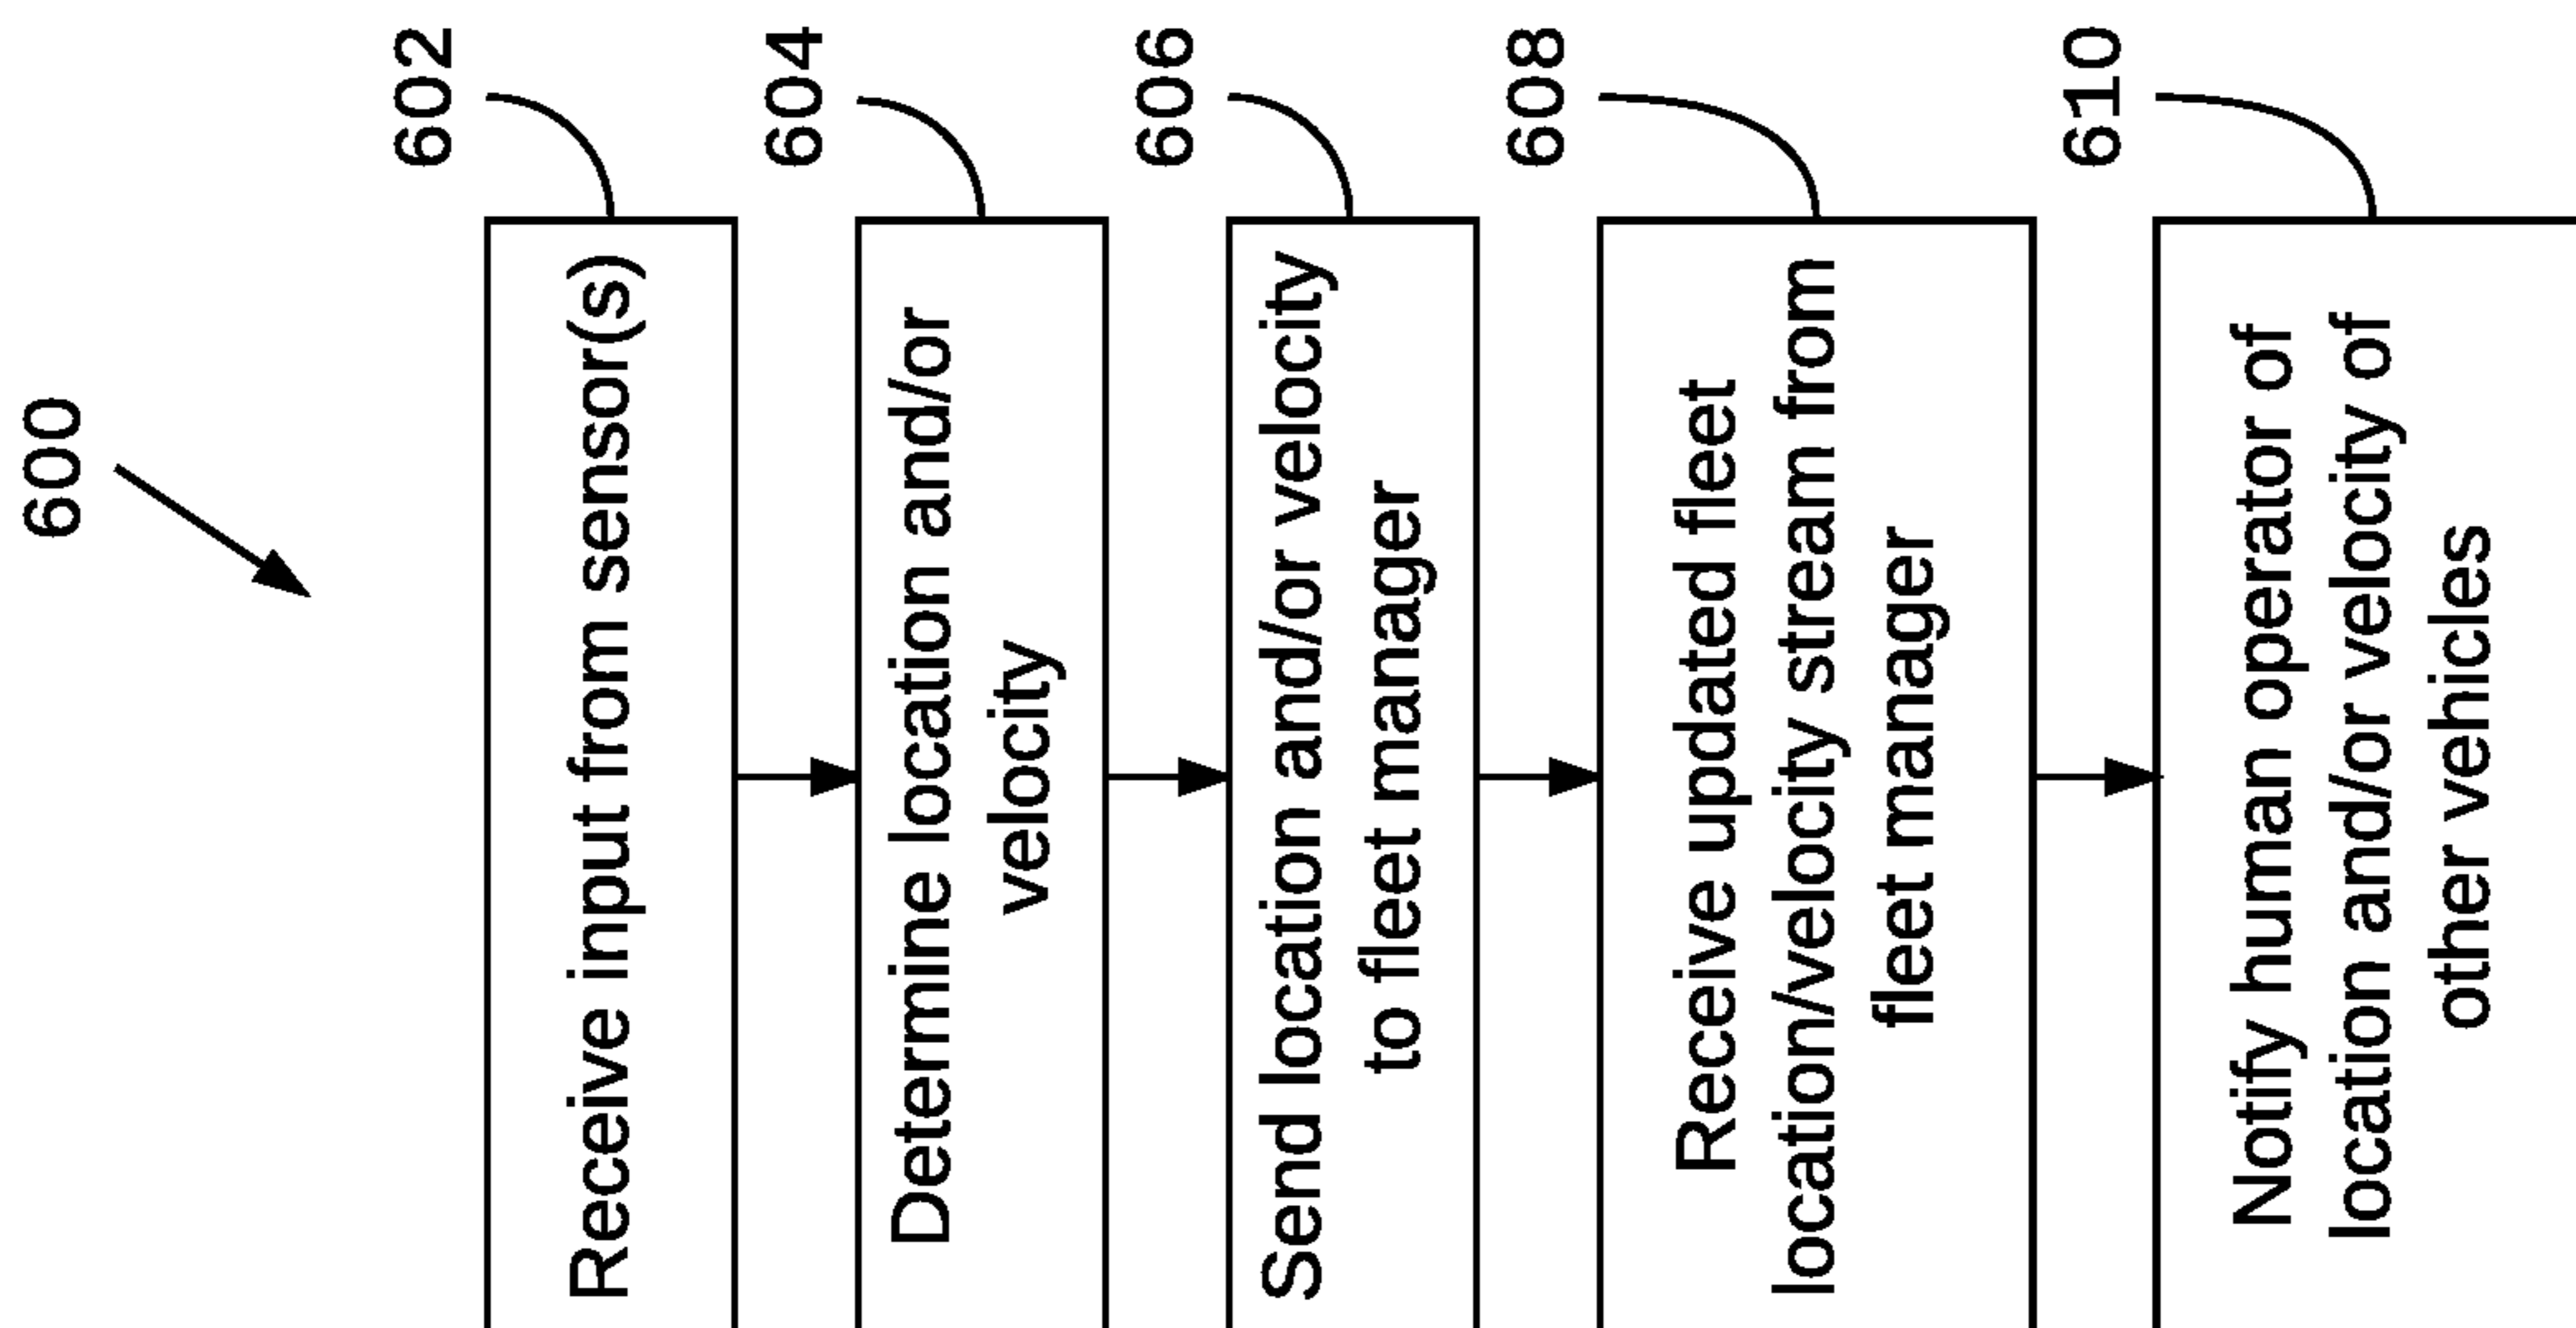 600
602
Receive input from sensor(s)
604
Determine location and/or
velocity
606
Send location and/or velocity
to fleet manager
608
Receive updated fleet
location/velocity stream from
fleet manager
610
Notify human operator of
location and/or velocity of
other vehicles